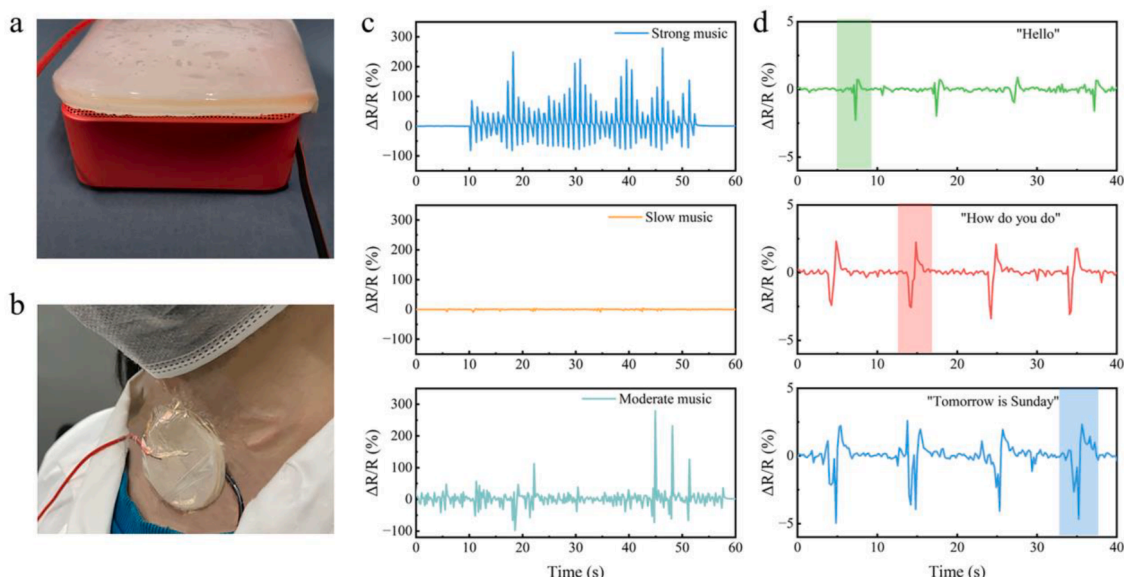 a
b
c
ΔR/R (%)
300
200
100
0
−100
Strong music
0 10 20 30 40 50 60
ΔR/R (%)
300
200
100
0
−100
Slow music
0 10 20 30 40 50 60
ΔR/R (%)
300
200
100
0
−100
Moderate music
0 10 20 30 40 50 60
Time (s)
d
ΔR/R (%)
5
0
−5
"Hello"
0 10 20 30 40
ΔR/R (%)
5
0
−5
"How do you do"
0 10 20 30 40
ΔR/R (%)
5
0
−5
"Tomorrow is Sunday"
0 10 20 30 40
Time (s)